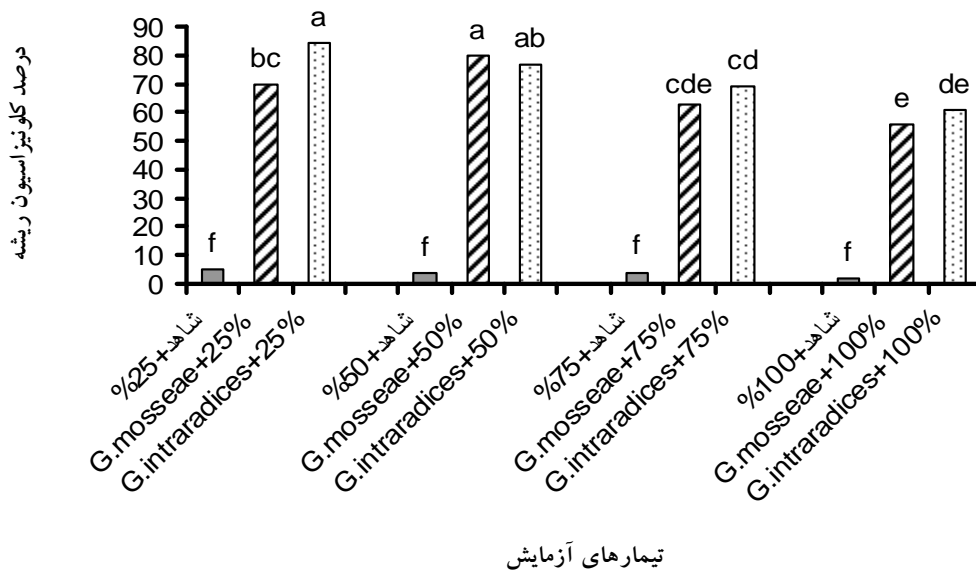 درصد کلونیزاسیون ریشه
90
80
70
60
50
40
30
20
10
0
f
bc
a
f
a
ab
f
cde
cd
f
e
de
شاهد+25%
G.mosseae+25%
G.intraradices+25%
شاهد+50%
G.mosseae+50%
G.intraradices+50%
شاهد+75%
G.mosseae+75%
G.intraradices+75%
شاهد+100%
G.mosseae+100%
G.intraradices+100%
تیمارهای آزمایش